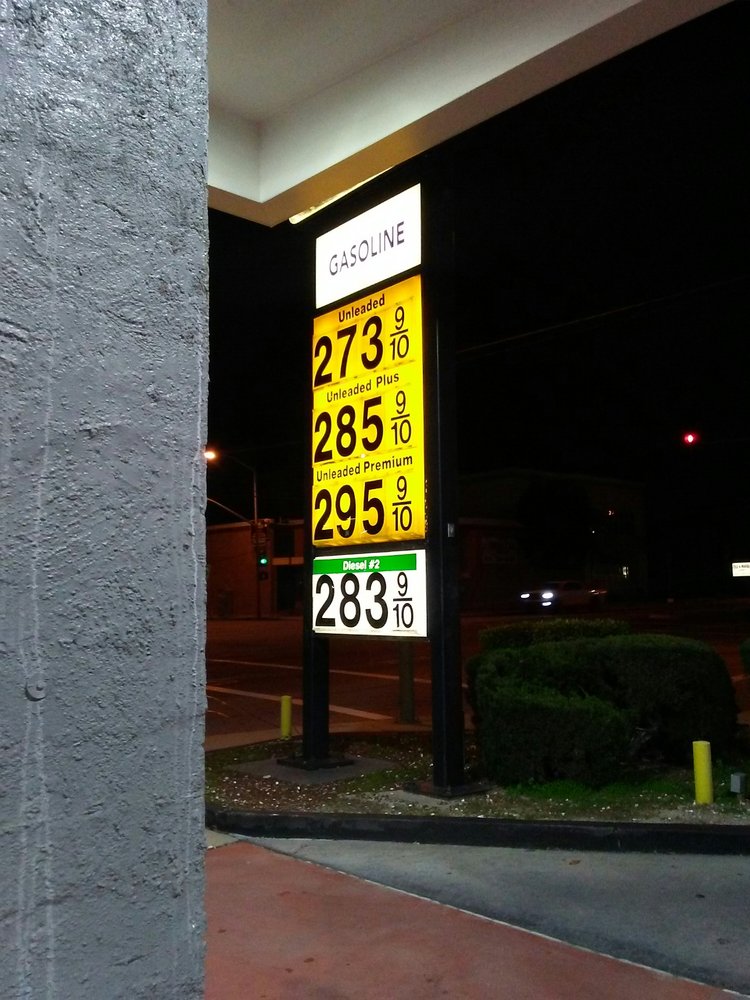 GASOLINE
Unleaded
273 9/10
Unleaded Plus
285 9/10
Unleaded Premium
295 9/10
Diesel #2
283 9/10